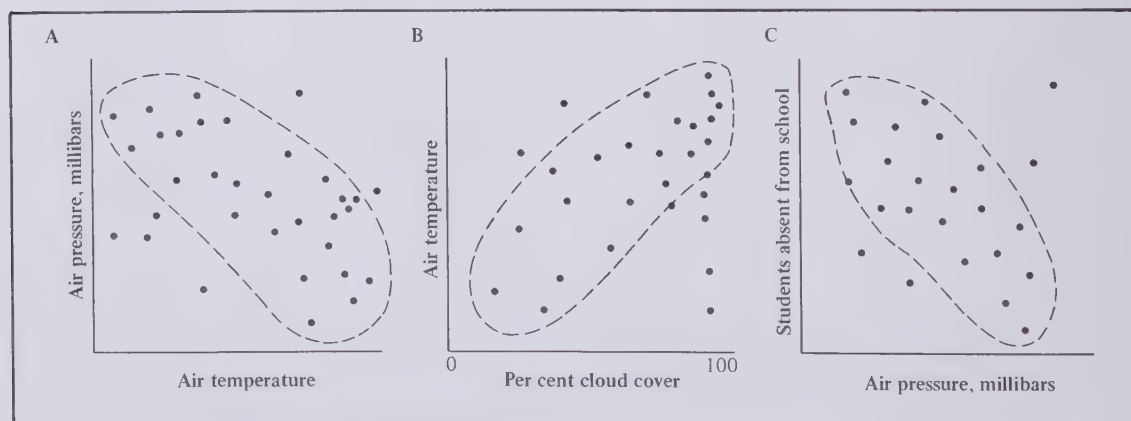 A
Air pressure, millibars
Air temperature
B
Air temperature
0
100
Per cent cloud cover
C
Students absent from school
Air pressure, millibars